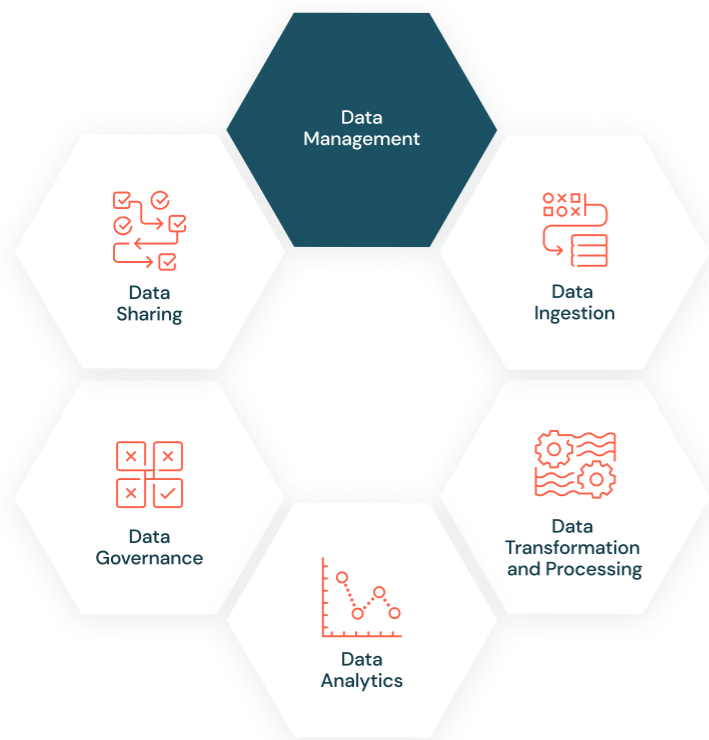 Data
Management
Data
Sharing
Data
Ingestion
Data
Governance
Data
Transformation
and Processing
Data
Analytics